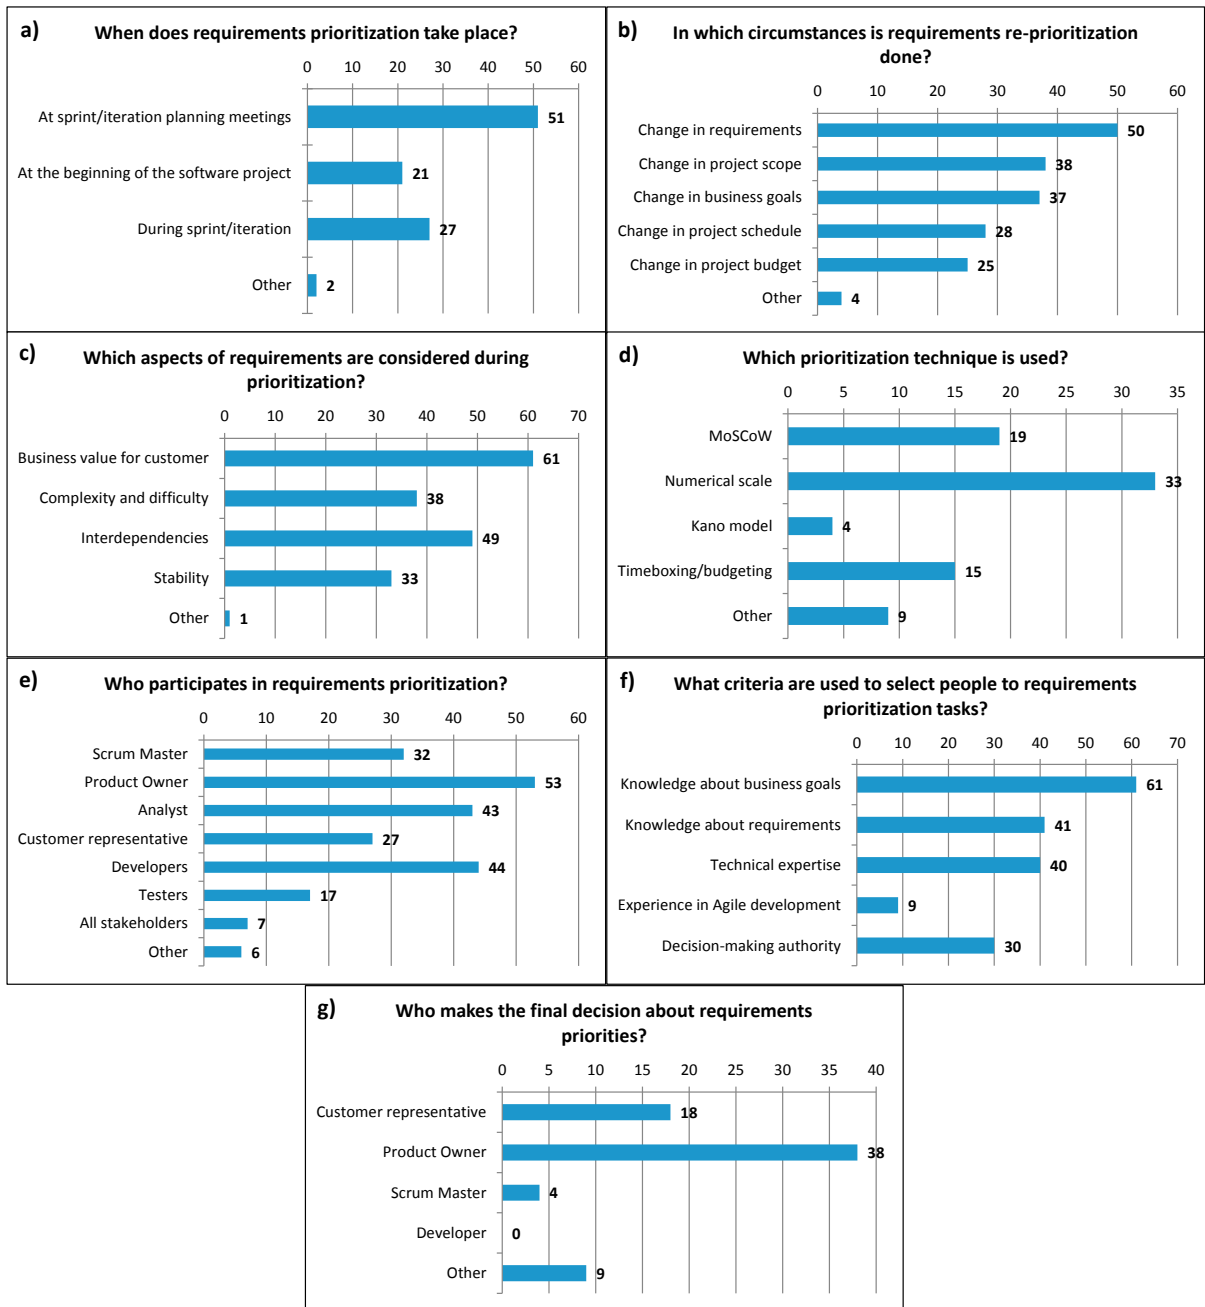 a) When does requirements prioritization take place?
0 10 20 30 40 50 60
At sprint/iteration planning meetings 51
At the beginning of the software project 21
During sprint/iteration 27
Other 2
b) In which circumstances is requirements re-prioritization
done?
0 10 20 30 40 50 60
Change in requirements 50
Change in project scope 38
Change in business goals 37
Change in project schedule 28
Change in project budget 25
Other 4
c) Which aspects of requirements are considered during
prioritization?
0 10 20 30 40 50 60 70
Business value for customer 61
Complexity and difficulty 38
Interdependencies 49
Stability 33
Other 1
d) Which prioritization technique is used?
0 5 10 15 20 25 30 35
MoSCoW 19
Numerical scale 33
Kano model 4
Timeboxing/budgeting 15
Other 9
e) Who participates in requirements prioritization?
0 10 20 30 40 50 60
Scrum Master 32
Product Owner 53
Analyst 43
Customer representative 27
Developers 44
Testers 17
All stakeholders 7
Other 6
f) What criteria are used to select people to requirements
prioritization tasks?
0 10 20 30 40 50 60 70
Knowledge about business goals 61
Knowledge about requirements 41
Technical expertise 40
Experience in Agile development 9
Decision-making authority 30
g) Who makes the final decision about requirements
priorities?
0 5 10 15 20 25 30 35 40
Customer representative 18
Product Owner 38
Scrum Master 4
Developer 0
Other 9